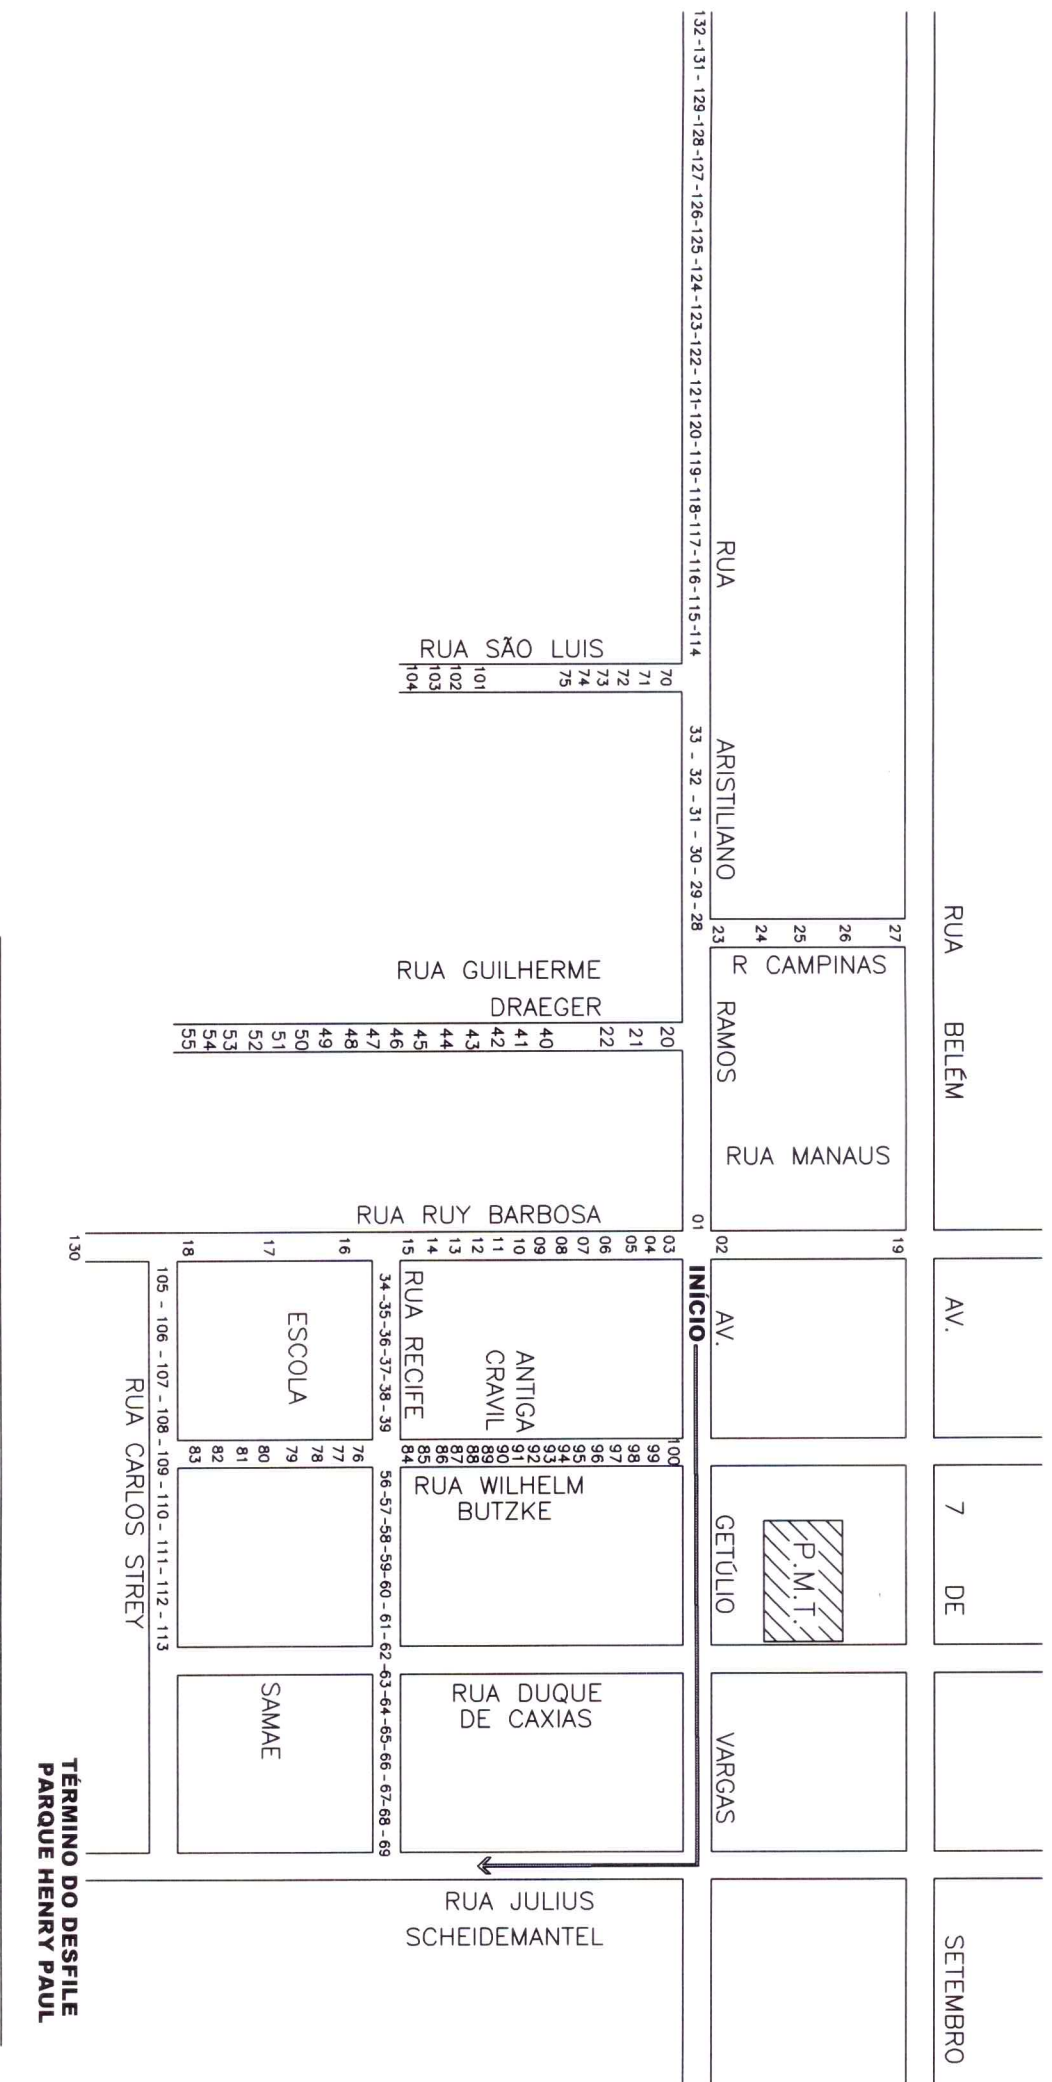 132-131 - 129-128-127-126-125-124-123-122-121-120-119-118-117-116-115-114
RUA
ARISTILIANO
RAMOS
AV.
GETÚLIO
VARGAS
RUA
BELÉM
AV.
7
DE
SETEMBRO
RUA SÃO LUIS
70
71
72
73
74
75
101
102
103
104
33 - 32 - 31 - 30 - 29 - 28
27
26
25
24
23
R CAMPINAS
RUA GUILHERME
DRAEGER
20
21
22
40
41
42
43
44
45
46
47
48
49
50
51
52
53
54
55
RUA MANAUS
RUA RUY BARBOSA
01
19
02
03
04
05
06
07
08
09
10
11
12
13
14
15
16
17
18
130
INÍCIO
34-35-36-37-38-39
RUA RECIFE
ANTIGA
CRAVIL
ESCOLA
105 - 106 - 107 - 108 - 109 - 110 - 111 - 112 - 113
RUA CARLOS STREY
100
99
98
97
96
95
94
93
92
91
90
89
88
87
86
85
84
76
77
78
79
80
81
82
83
RUA WILHELM
BUTZKE
P.M.T.
56-57-58-59-60-61-62-63-64-65-66-67-68-69
RUA DUQUE
DE CAXIAS
SAMAE
RUA JULIUS
SCHEIDEMANTEL
TÉRMINO DO DESFILE
PARQUE HENRY PAUL